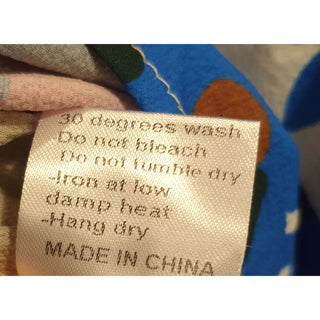 30 degrees wash
Do not bleach
Do not tumble dry
-Iron at low
damp heat
-Hang dry
MADE IN CHINA